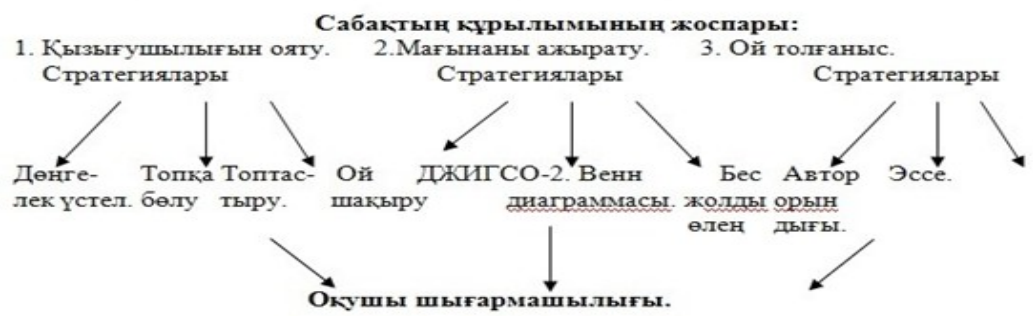 Сабақтың құрылымының жоспары:
1. Қызығушылығын ояту. 2.Мағынаны ажырату. 3. Ой толғаныс.
Стратегиялары Стратегиялары Стратегиялары
Дөңге- Топқа Топтас- Ой ДЖИГСО-2. Венн Бес Автор Эссе.
лек үстел. бөлу тыру. шақыру диаграммасы. жолды орын
өлең дығы.
Оқушы шығармашылығы.